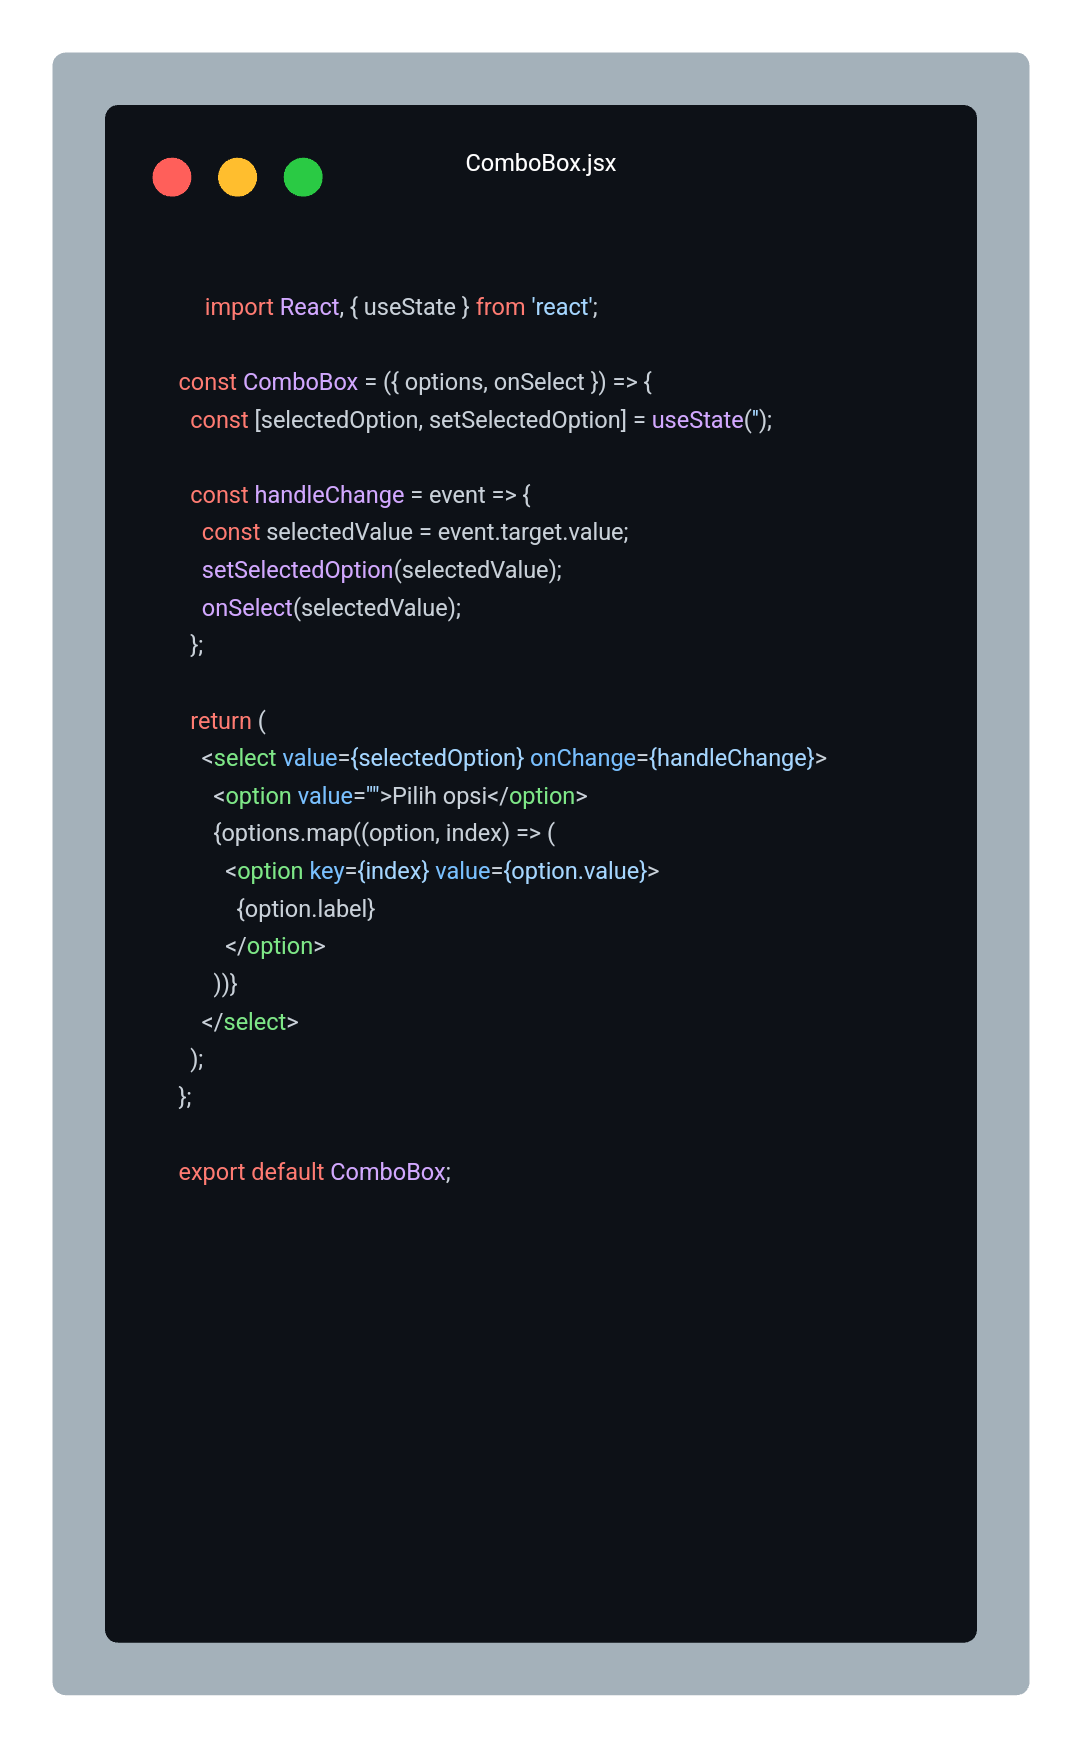 ComboBox.jsx
import React, { useState } from 'react';
const ComboBox = ({ options, onSelect }) => {
const [selectedOption, setSelectedOption] = useState('');
const handleChange = event => {
const selectedValue = event.target.value;
setSelectedOption(selectedValue);
onSelect(selectedValue);
};
return (
<select value={selectedOption} onChange={handleChange}>
<option value="">Pilih opsi</option>
{options.map((option, index) => (
<option key={index} value={option.value}>
{option.label}
</option>
))}
</select>
);
};
export default ComboBox;